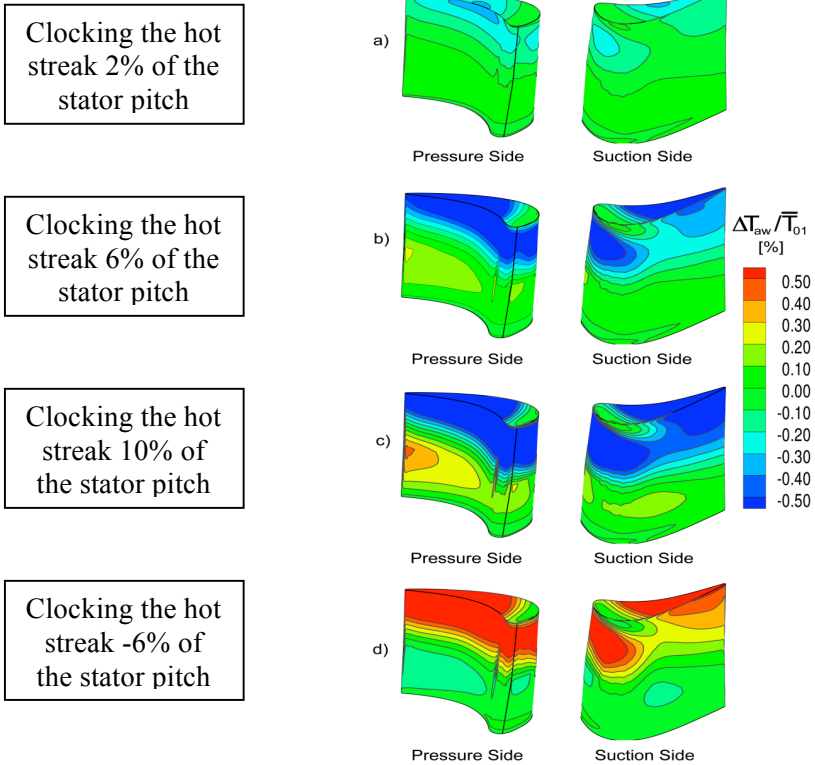 Clocking the hot
streak 2% of the
stator pitch
a)
Pressure Side Suction Side
Clocking the hot
streak 6% of the
stator pitch
b)
Pressure Side Suction Side
ΔTaw/T̿01
[%]
0.50
0.40
0.30
0.20
0.10
0.00
-0.10
-0.20
-0.30
-0.40
-0.50
Clocking the hot
streak 10% of
the stator pitch
c)
Pressure Side Suction Side
Clocking the hot
streak -6% of
the stator pitch
d)
Pressure Side Suction Side